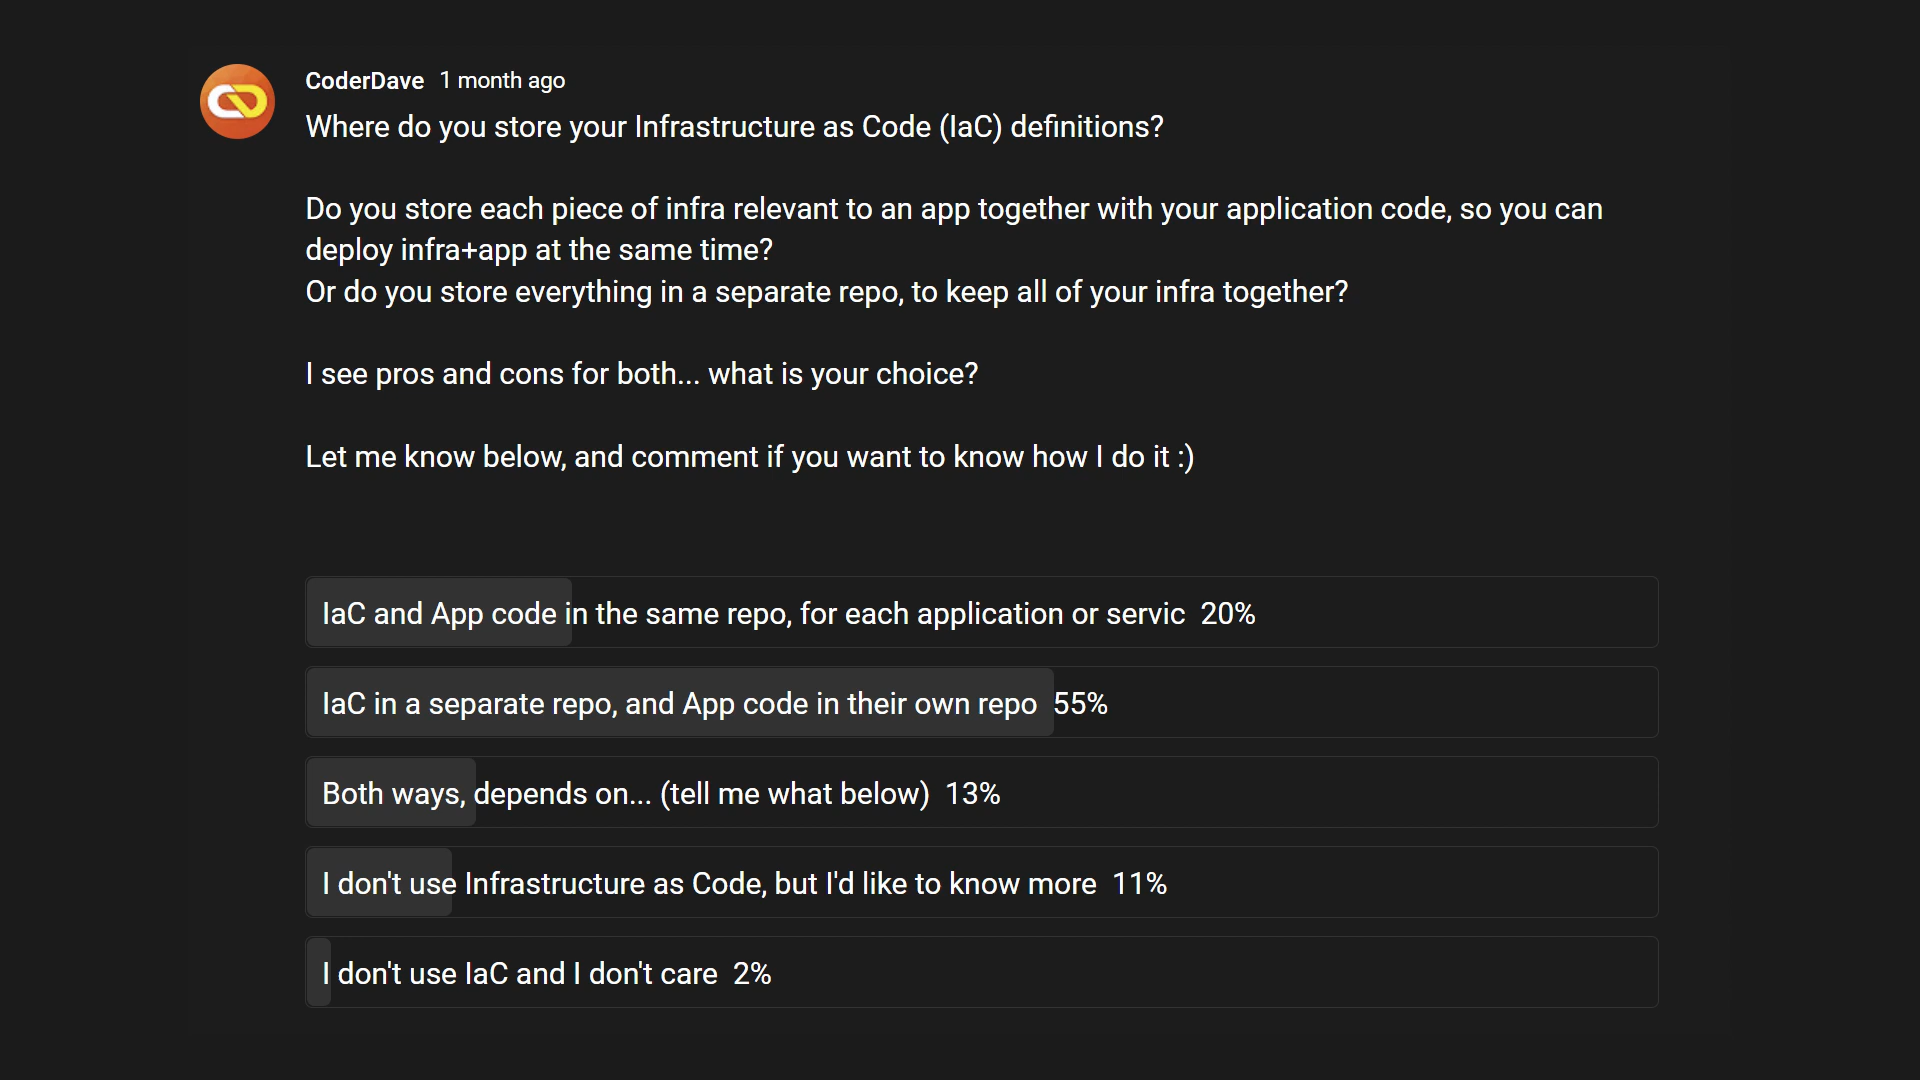 CoderDave 1 month ago
Where do you store your Infrastructure as Code (IaC) definitions?
Do you store each piece of infra relevant to an app together with your application code, so you can
deploy infra+app at the same time?
Or do you store everything in a separate repo, to keep all of your infra together?
I see pros and cons for both... what is your choice?
Let me know below, and comment if you want to know how I do it :)
IaC and App code in the same repo, for each application or servic 20%
IaC in a separate repo, and App code in their own repo 55%
Both ways, depends on... (tell me what below) 13%
I don't use Infrastructure as Code, but I'd like to know more 11%
I don't use IaC and I don't care 2%